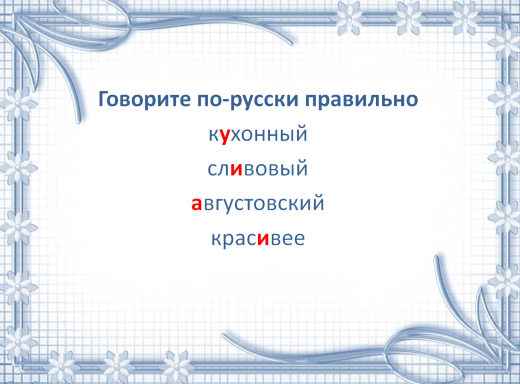 Говорите по-русски правильно
кухонный
сливовый
августовский
красивее